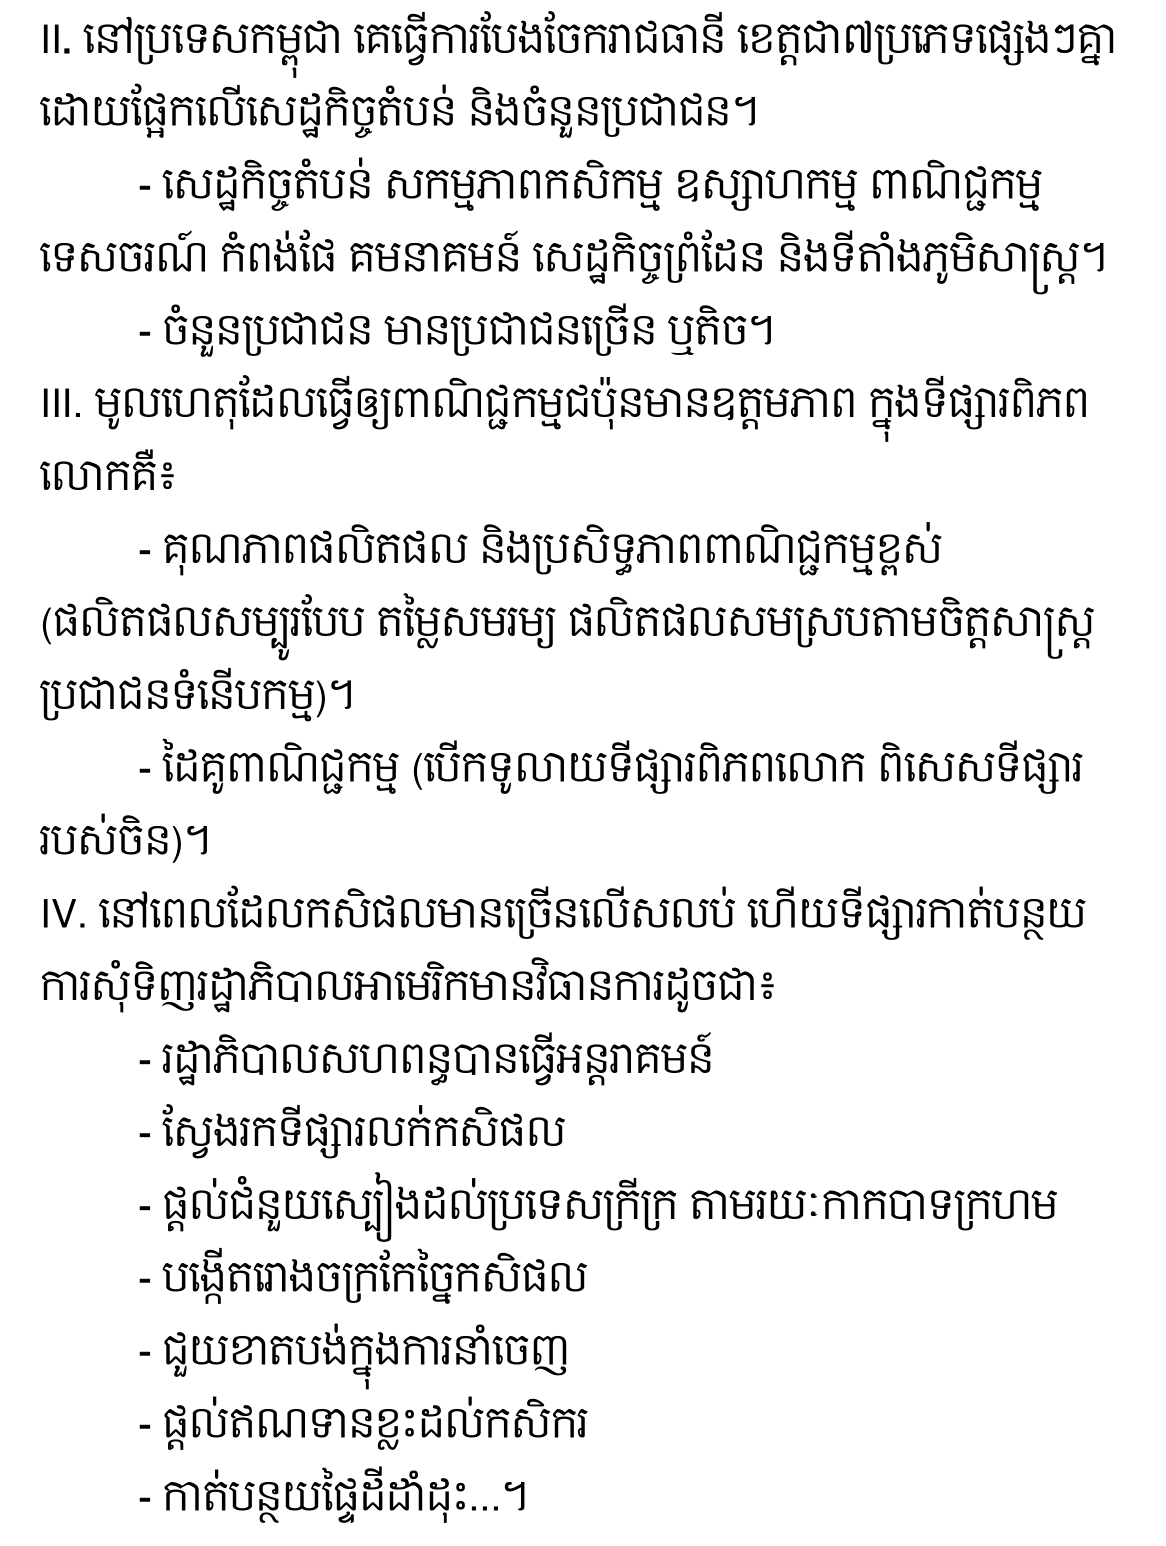 II. នៅប្រទេសកម្ពុជា គេធ្វើការបែងចែករាជធានី ខេត្តជា៧ប្រភេទផ្សេងៗគ្នា
ដោយផ្អែកលើសេដ្ឋកិច្ចតំបន់ និងចំនួនប្រជាជន។
- សេដ្ឋកិច្ចតំបន់ សកម្មភាពកសិកម្ម ឧស្សាហកម្ម ពាណិជ្ជកម្ម
ទេសចរណ៍ កំពង់ផែ គមនាគមន៍ សេដ្ឋកិច្ចព្រំដែន និងទីតាំងភូមិសាស្ត្រ។
- ចំនួនប្រជាជន មានប្រជាជនច្រើន ឬតិច។
III. មូលហេតុដែលធ្វើឲ្យពាណិជ្ជកម្មជប៉ុនមានឧត្តមភាព ក្នុងទីផ្សារពិភព
លោកគឺ៖
- គុណភាពផលិតផល និងប្រសិទ្ធភាពពាណិជ្ជកម្មខ្ពស់
(ផលិតផលសម្បូរបែប តម្លៃសមរម្យ ផលិតផលសមស្របតាមចិត្តសាស្ត្រ
ប្រជាជនទំនើបកម្ម)។
- ដៃគូពាណិជ្ជកម្ម (បើកទូលាយទីផ្សារពិភពលោក ពិសេសទីផ្សារ
របស់ចិន)។
IV. នៅពេលដែលកសិផលមានច្រើនលើសលប់ ហើយទីផ្សារកាត់បន្ថយ
ការសុំទិញរដ្ឋាភិបាលអាមេរិកមានវិធានការដូចជា៖
- រដ្ឋាភិបាលសហពន្ធបានធ្វើអន្តរាគមន៍
- ស្វែងរកទីផ្សារលក់កសិផល
- ផ្តល់ជំនួយស្បៀងដល់ប្រទេសក្រីក្រ តាមរយៈកាកបាទក្រហម
- បង្កើតរោងចក្រកែច្នៃកសិផល
- ជួយខាតបង់ក្នុងការនាំចេញ
- ផ្តល់ឥណទានខ្លះដល់កសិករ
- កាត់បន្ថយផ្ទៃដីដាំដុះ...។